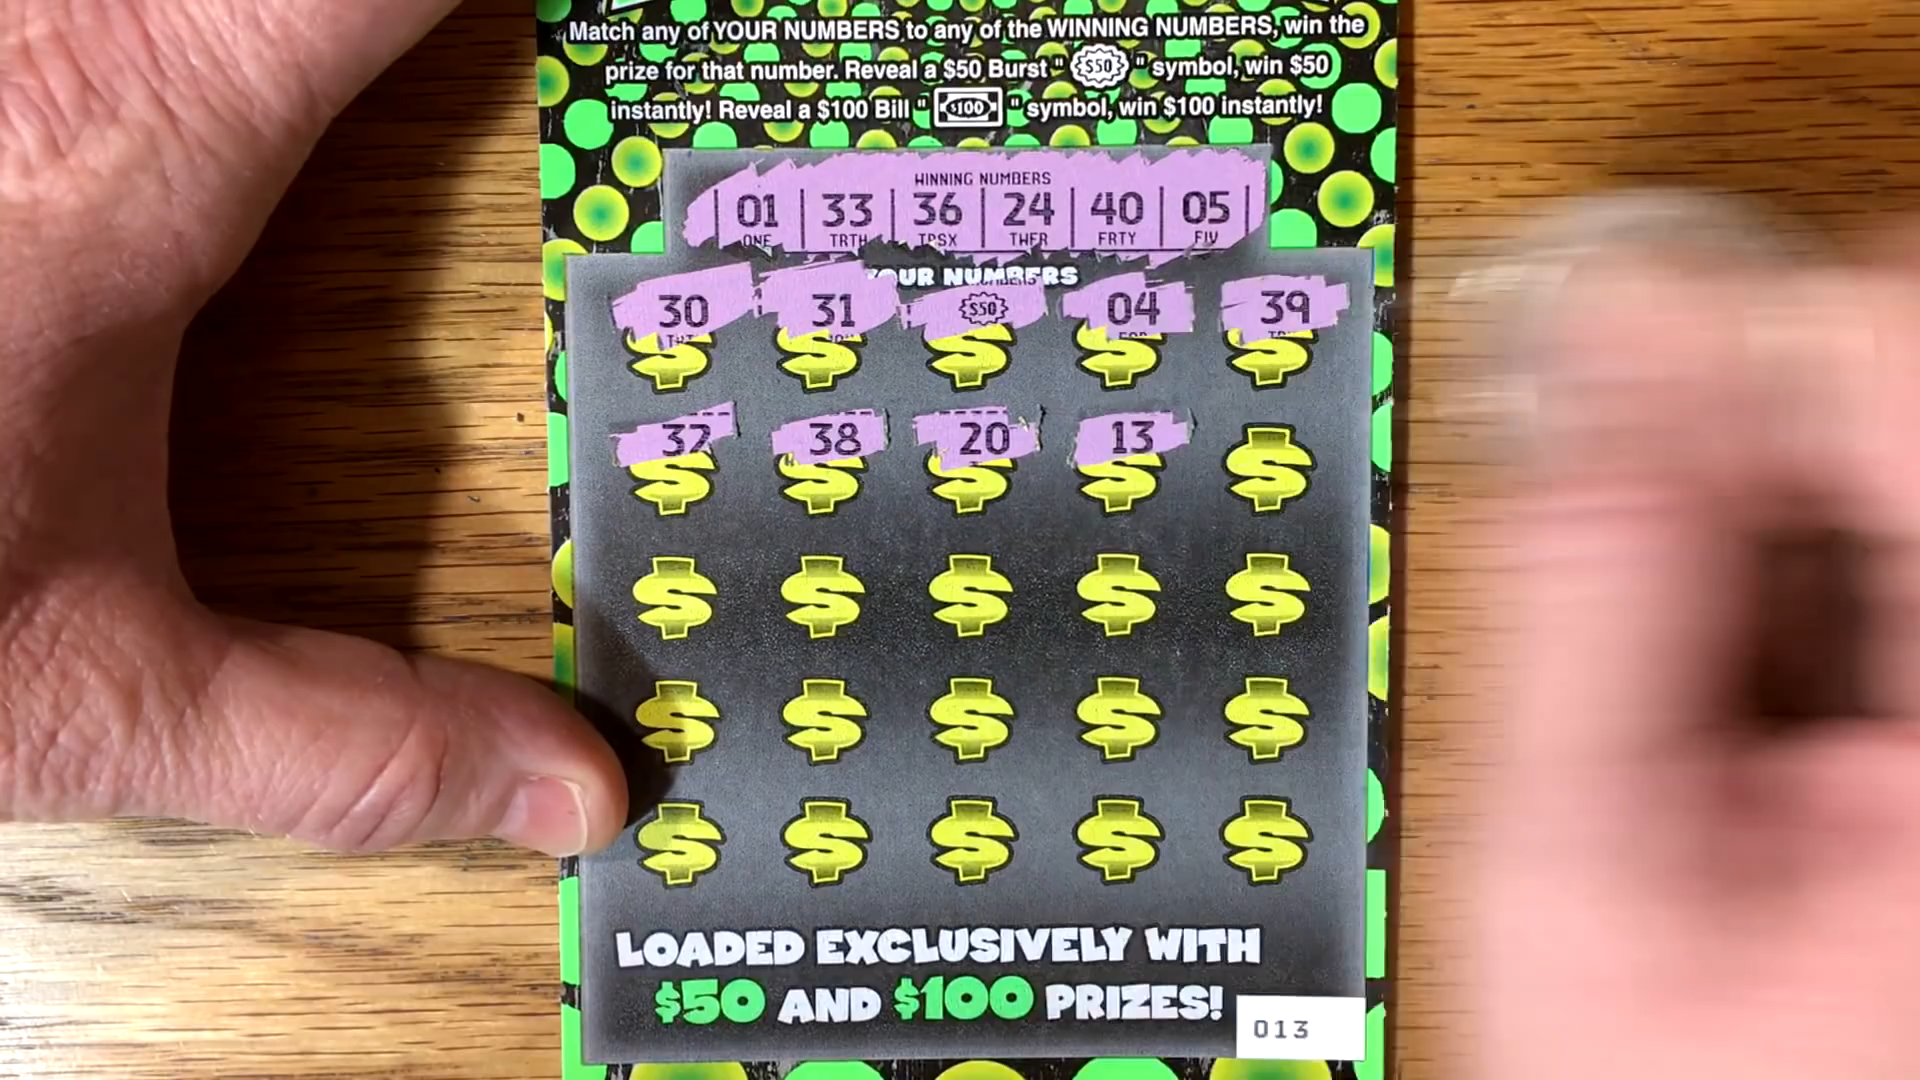 Match any of YOUR NUMBERS to any of the WINNING NUMBERS, win the
prize for that number. Reveal a $50 Burst " $50 " symbol, win $50
instantly! Reveal a $100 Bill " $100 " symbol, win $100 instantly!
WINNING NUMBERS
01 33 36 24 40 05
ONE TRTH TRSX TWFR FRTY FIV
YOUR NUMBERS
30 31 $50 04 39
32 38 20 13
LOADED EXCLUSIVELY WITH
$50 AND $100 PRIZES!
013